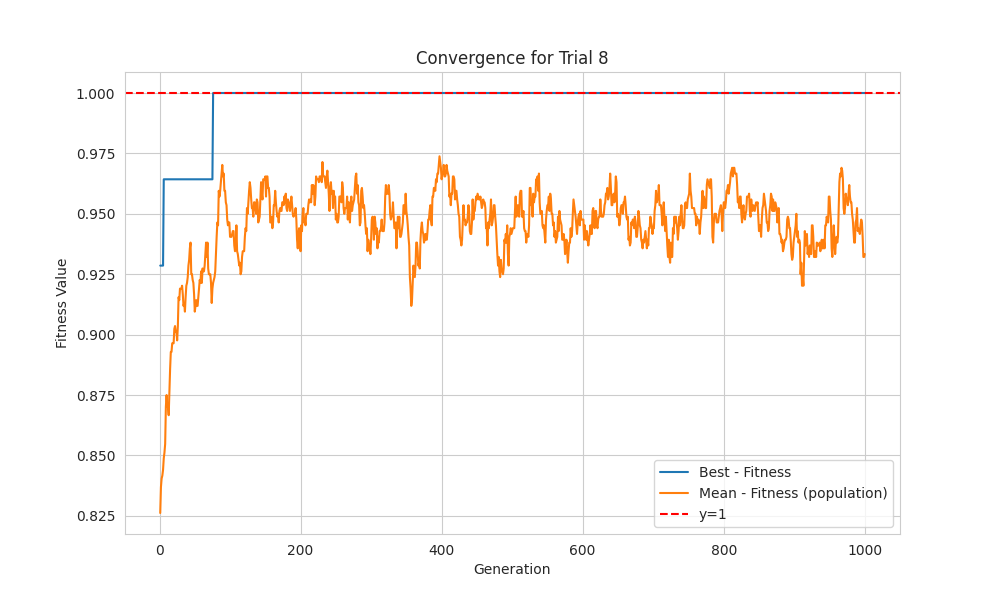 Convergence for Trial 8
1.000
0.975
0.950
0.925
0.900
0.875
0.850
0.825
Fitness Value
0 200 400 600 800 1000
Generation
Best - Fitness
Mean - Fitness (population)
y=1